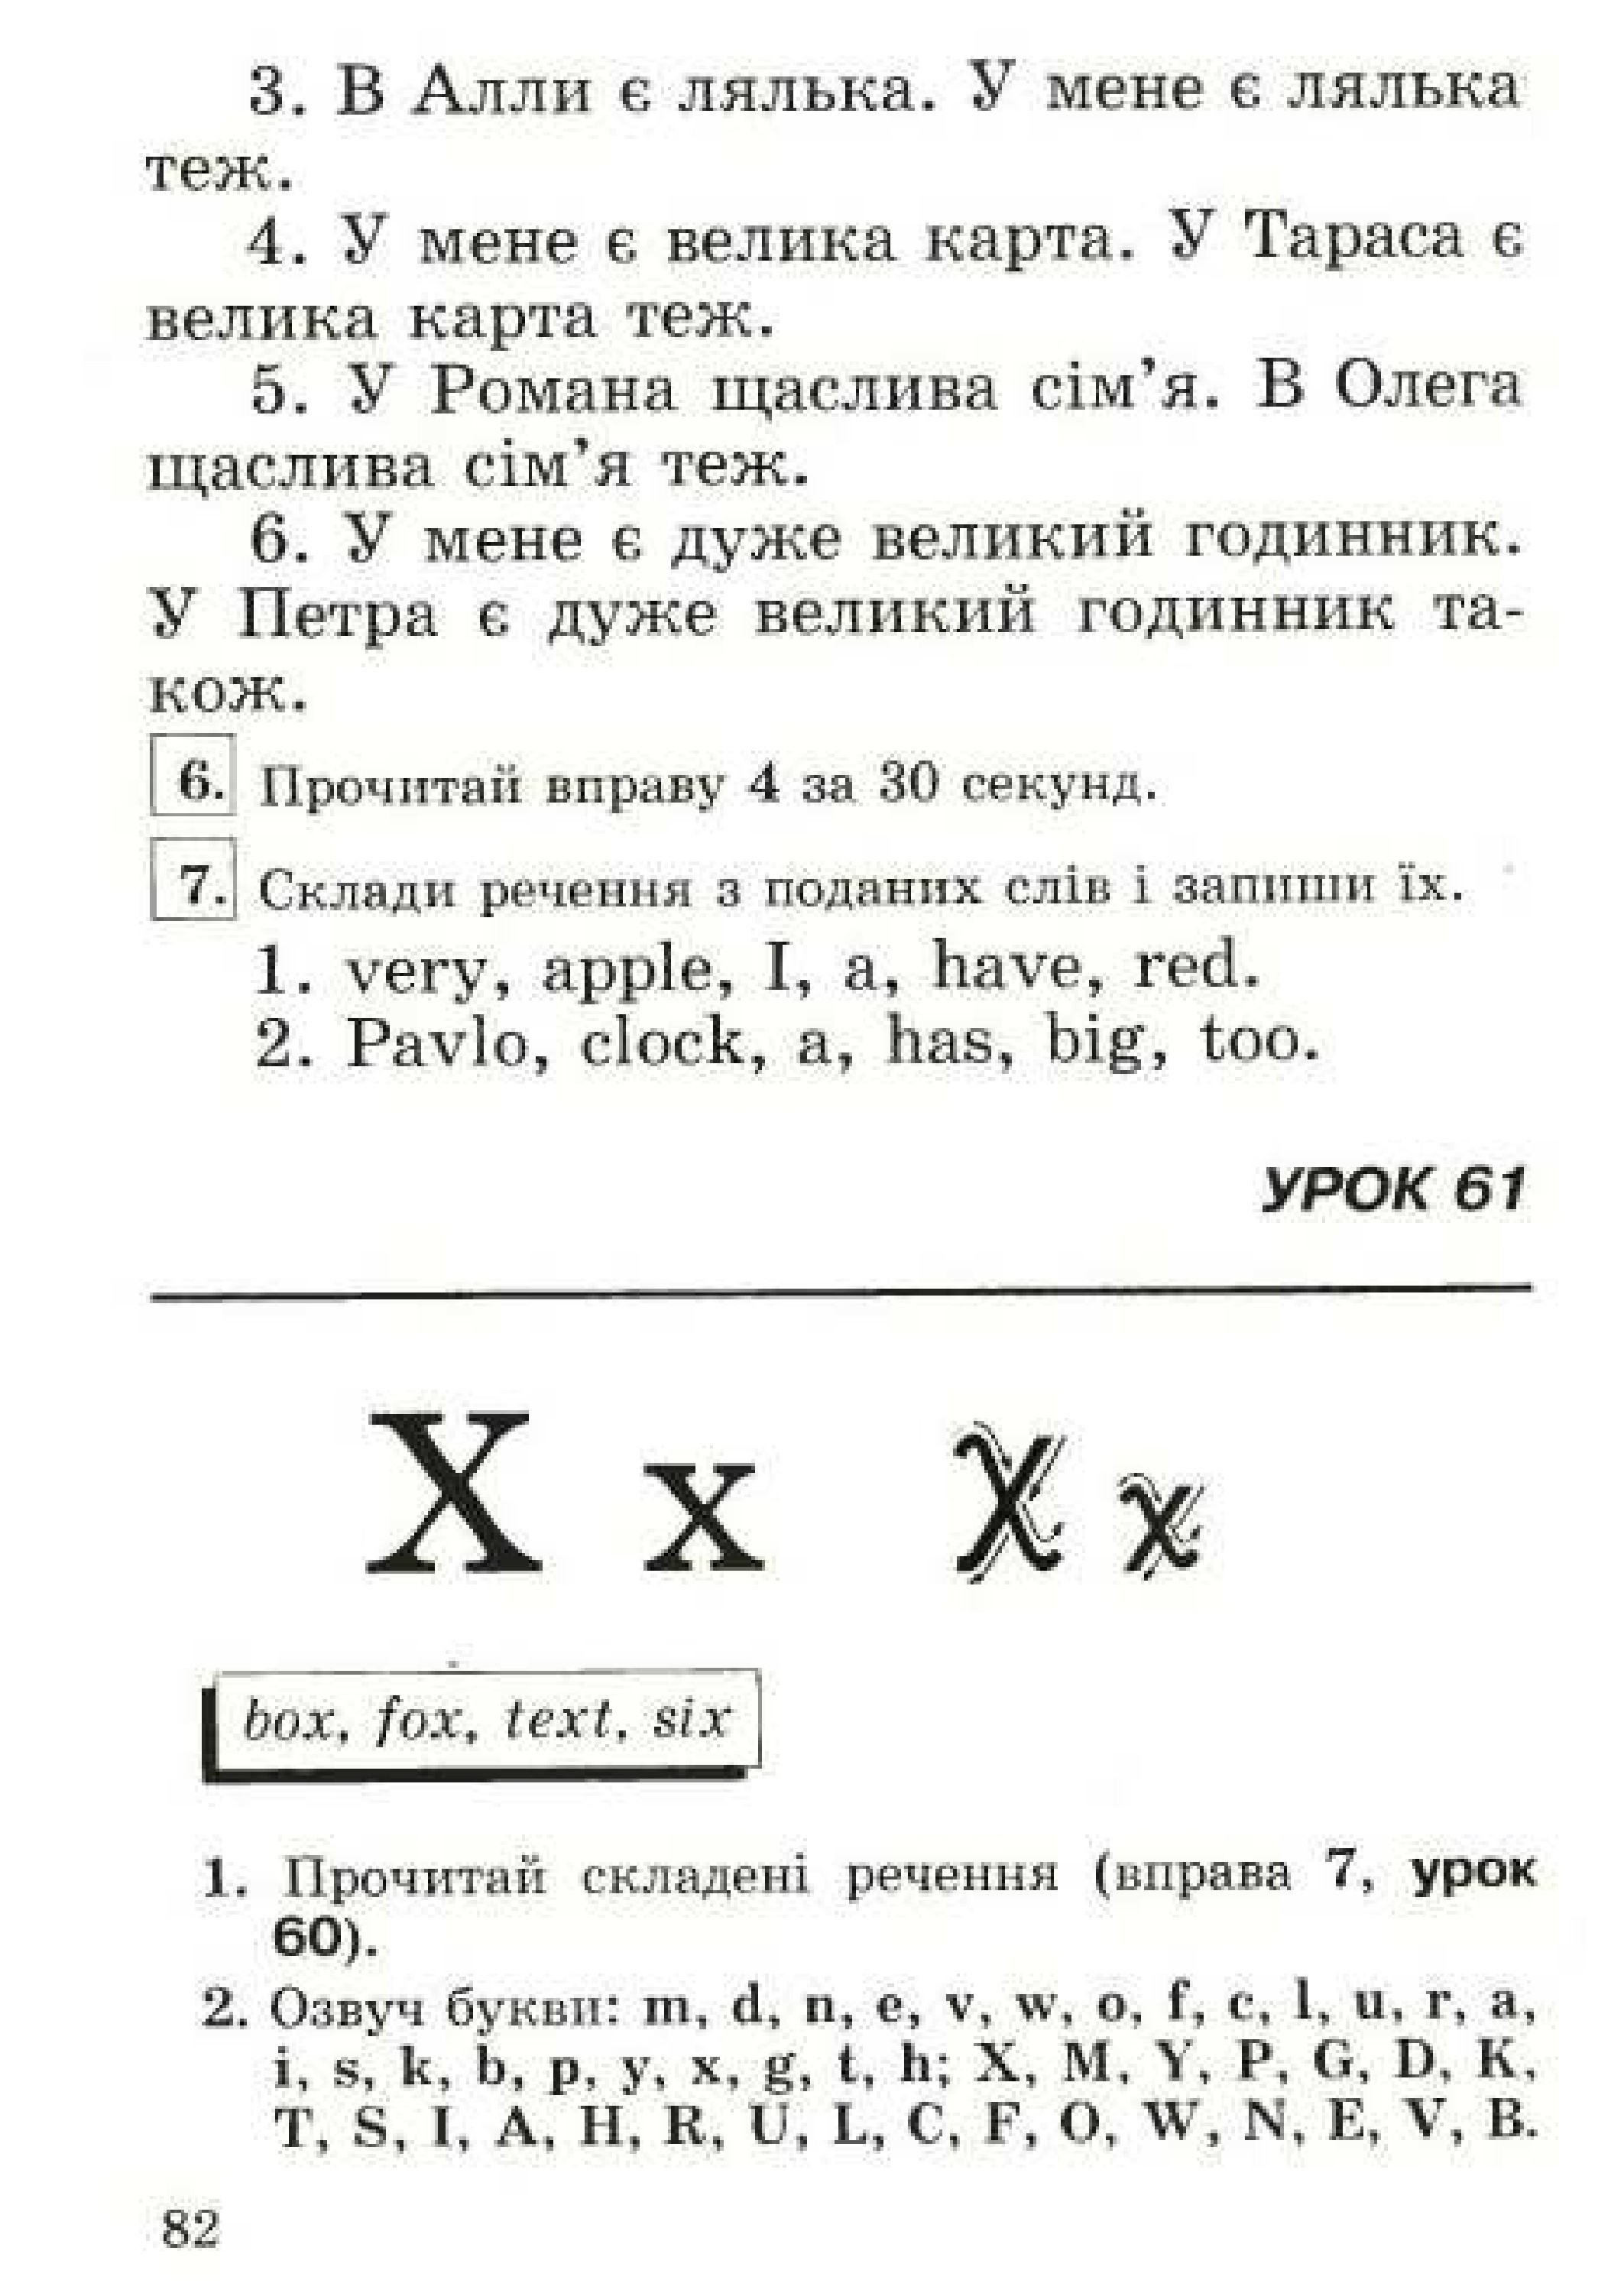 3. В Алли є лялька. У мене є лялька
теж.
4. У мене є велика карта. У Тараса є
велика карта теж.
5. У Романа щаслива сім’я. В Олега
щаслива сім’я теж.
6. У мене є дуже великий годинник.
У Петра є дуже великий годинник та-
кож.
6. Прочитай вправу 4 за 30 секунд.
7. Склади речення з поданих слів і запиши їх.
1. very, apple, I, a, have, red.
2. Pavlo, clock, a, has, big, too.
УРОК 61
X x X x
box, fox, text, six
1. Прочитай складені речення (вправа 7, урок
60).
2. Озвуч букви: m, d, n, e, v, w, o, f, c, l, u, r, a,
i, s, k, b, p, y, x, g, t, h; X, M, Y, P, G, D, K,
T, S, I, A, H, R, U, L, C, F, O, W, N, E, V, B.
82